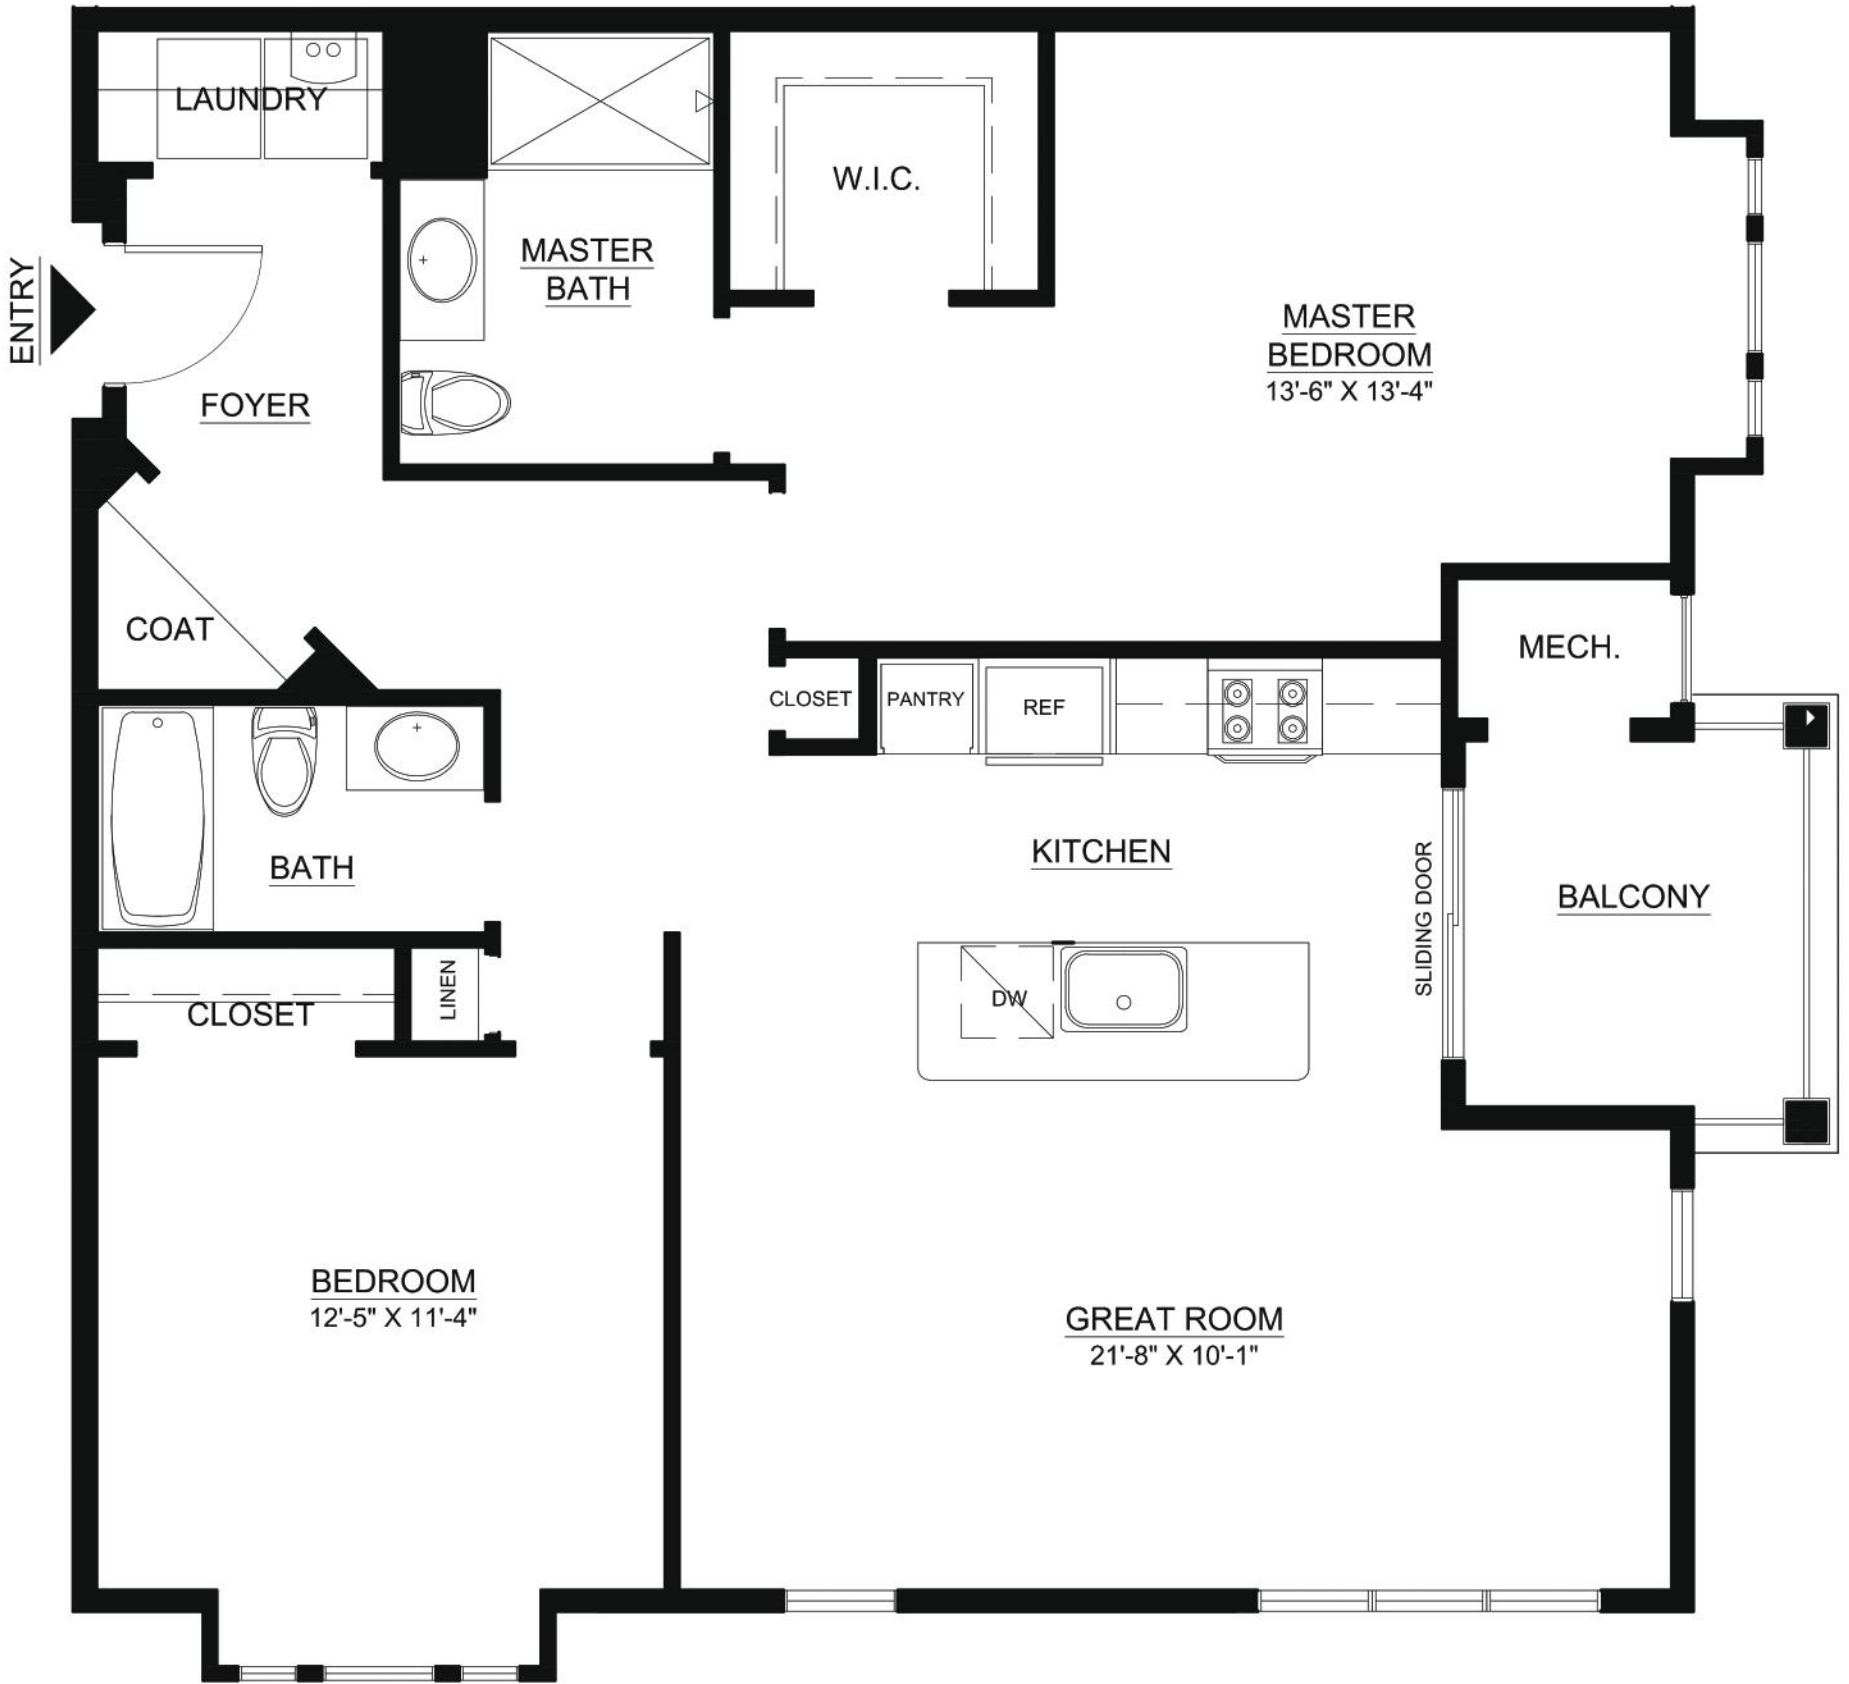 LAUNDRY
W.I.C.
MASTER
BATH
ENTRY
MASTER
BEDROOM
13'-6" X 13'-4"
FOYER
COAT
MECH.
CLOSET
PANTRY
REF
KITCHEN
BATH
SLIDING DOOR
BALCONY
LINEN
CLOSET
DW
BEDROOM
12'-5" X 11'-4"
GREAT ROOM
21'-8" X 10'-1"